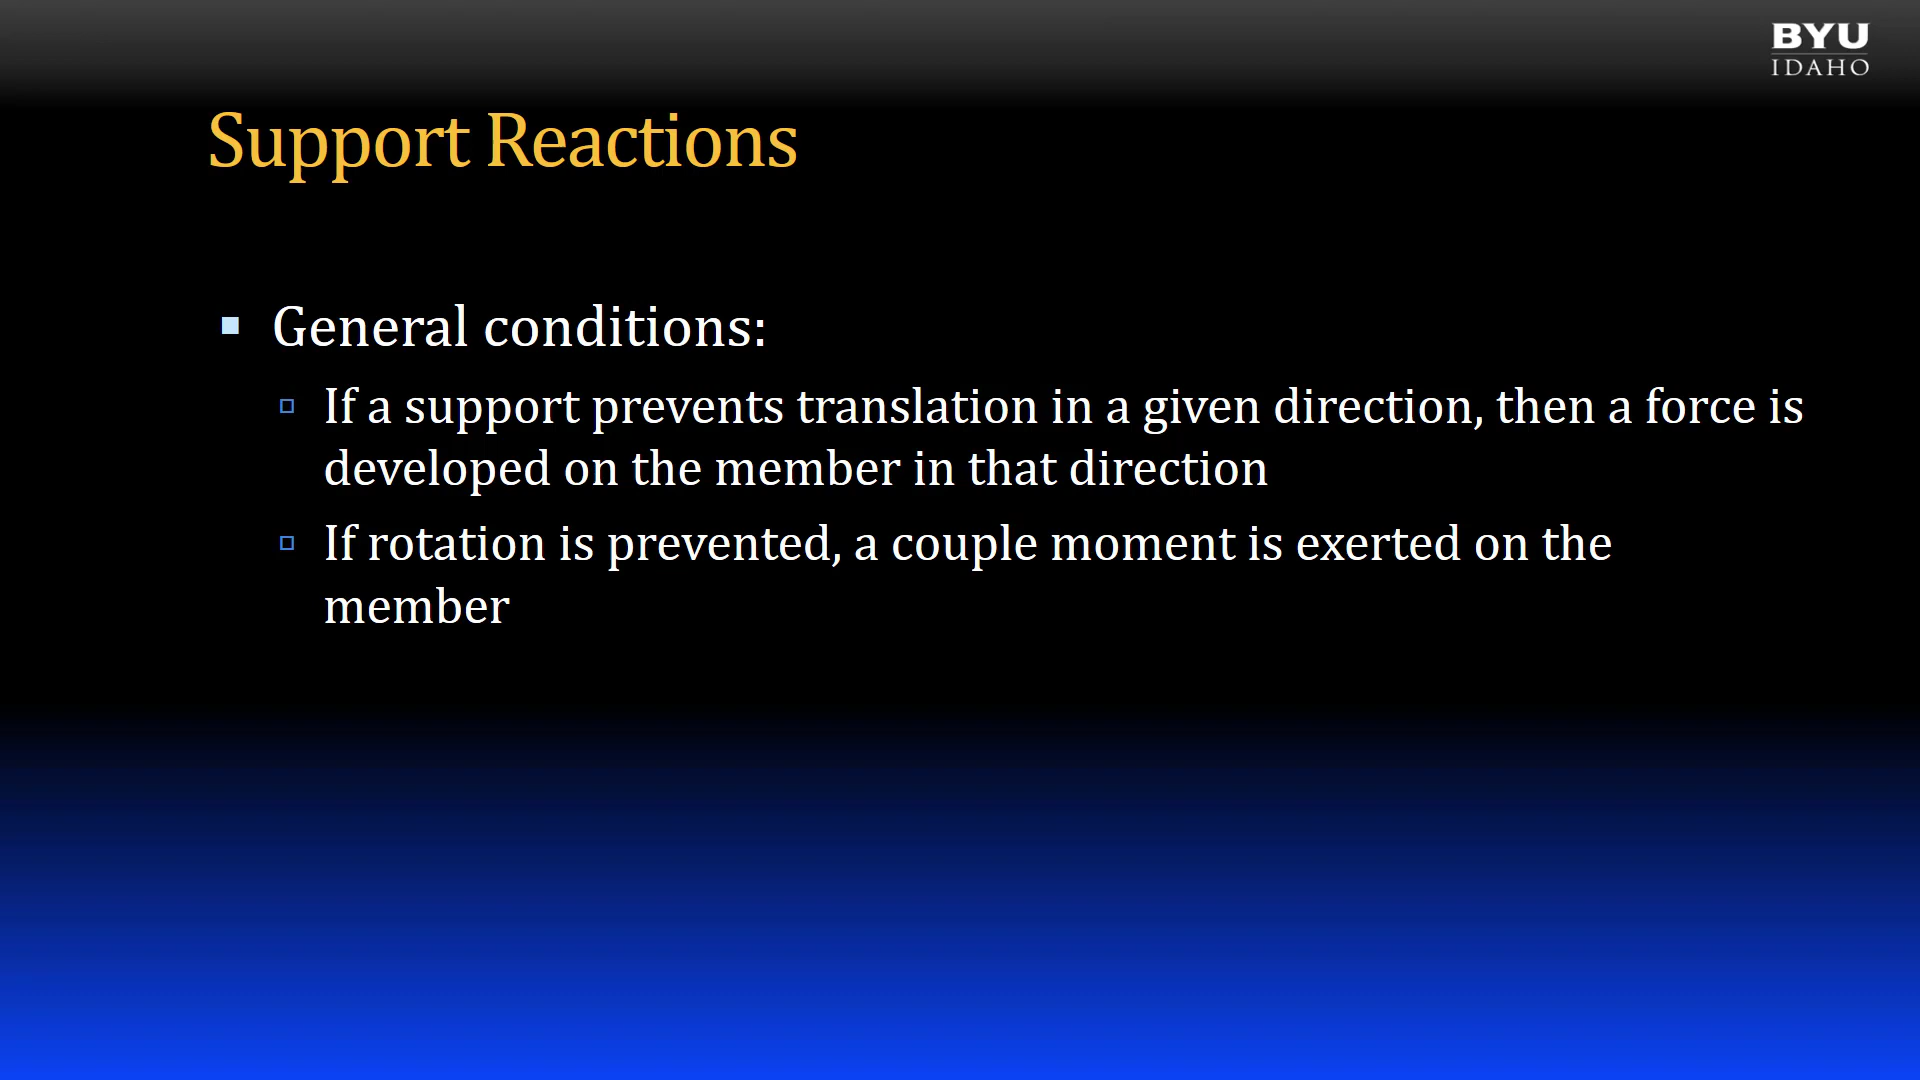 BYU
IDAHO
Support Reactions
General conditions:
If a support prevents translation in a given direction, then a force is
developed on the member in that direction
If rotation is prevented, a couple moment is exerted on the
member